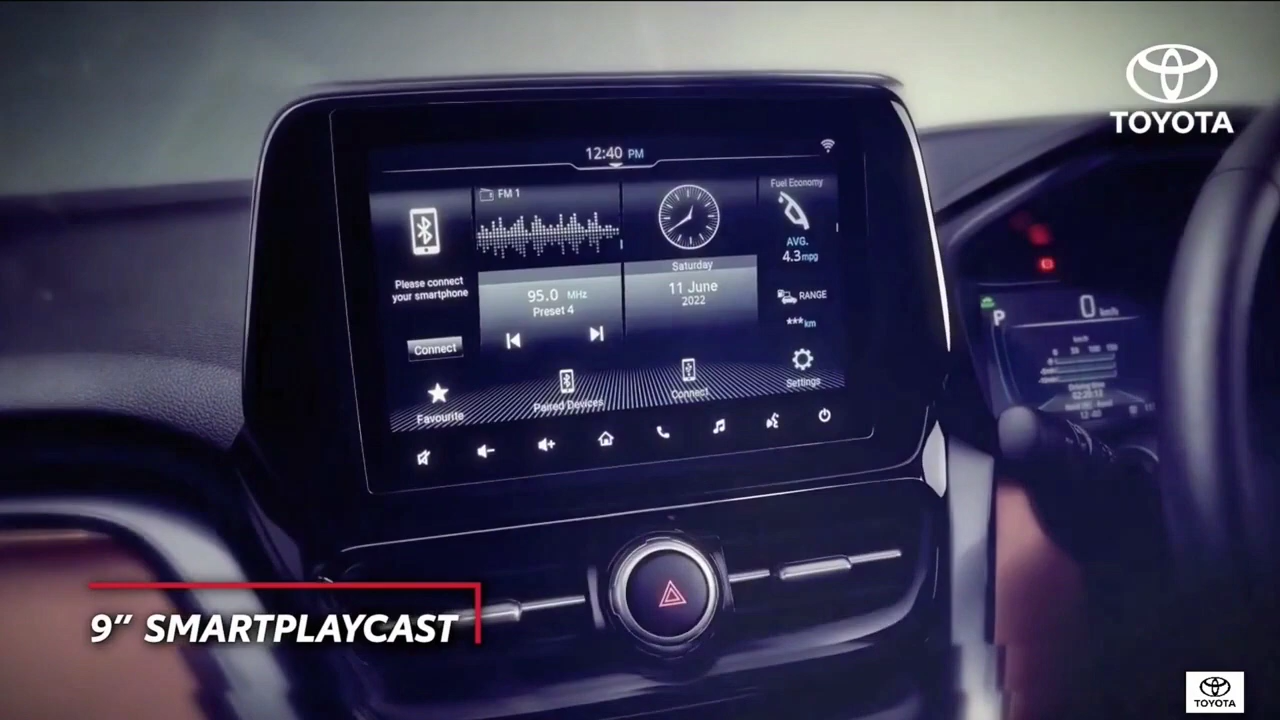 TOYOTA
12:40 PM
FM 1
Fuel Economy
AVG.
4.3mpg
Please connect
your smartphone
Saturday
11 June
2022
95.0 MHz
Preset 4
RANGE
***km
Connect
Favourite
Paired Devices
Connect
Settings
P
0 km/h
9” SMARTPLAYCAST
TOYOTA